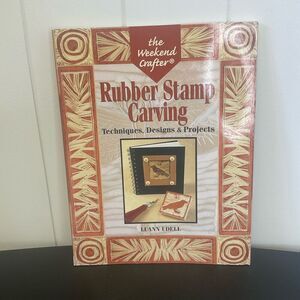 the Weekend
Crafter®
Rubber Stamp
Carving
Techniques, Designs & Projects
LUANN UDELL